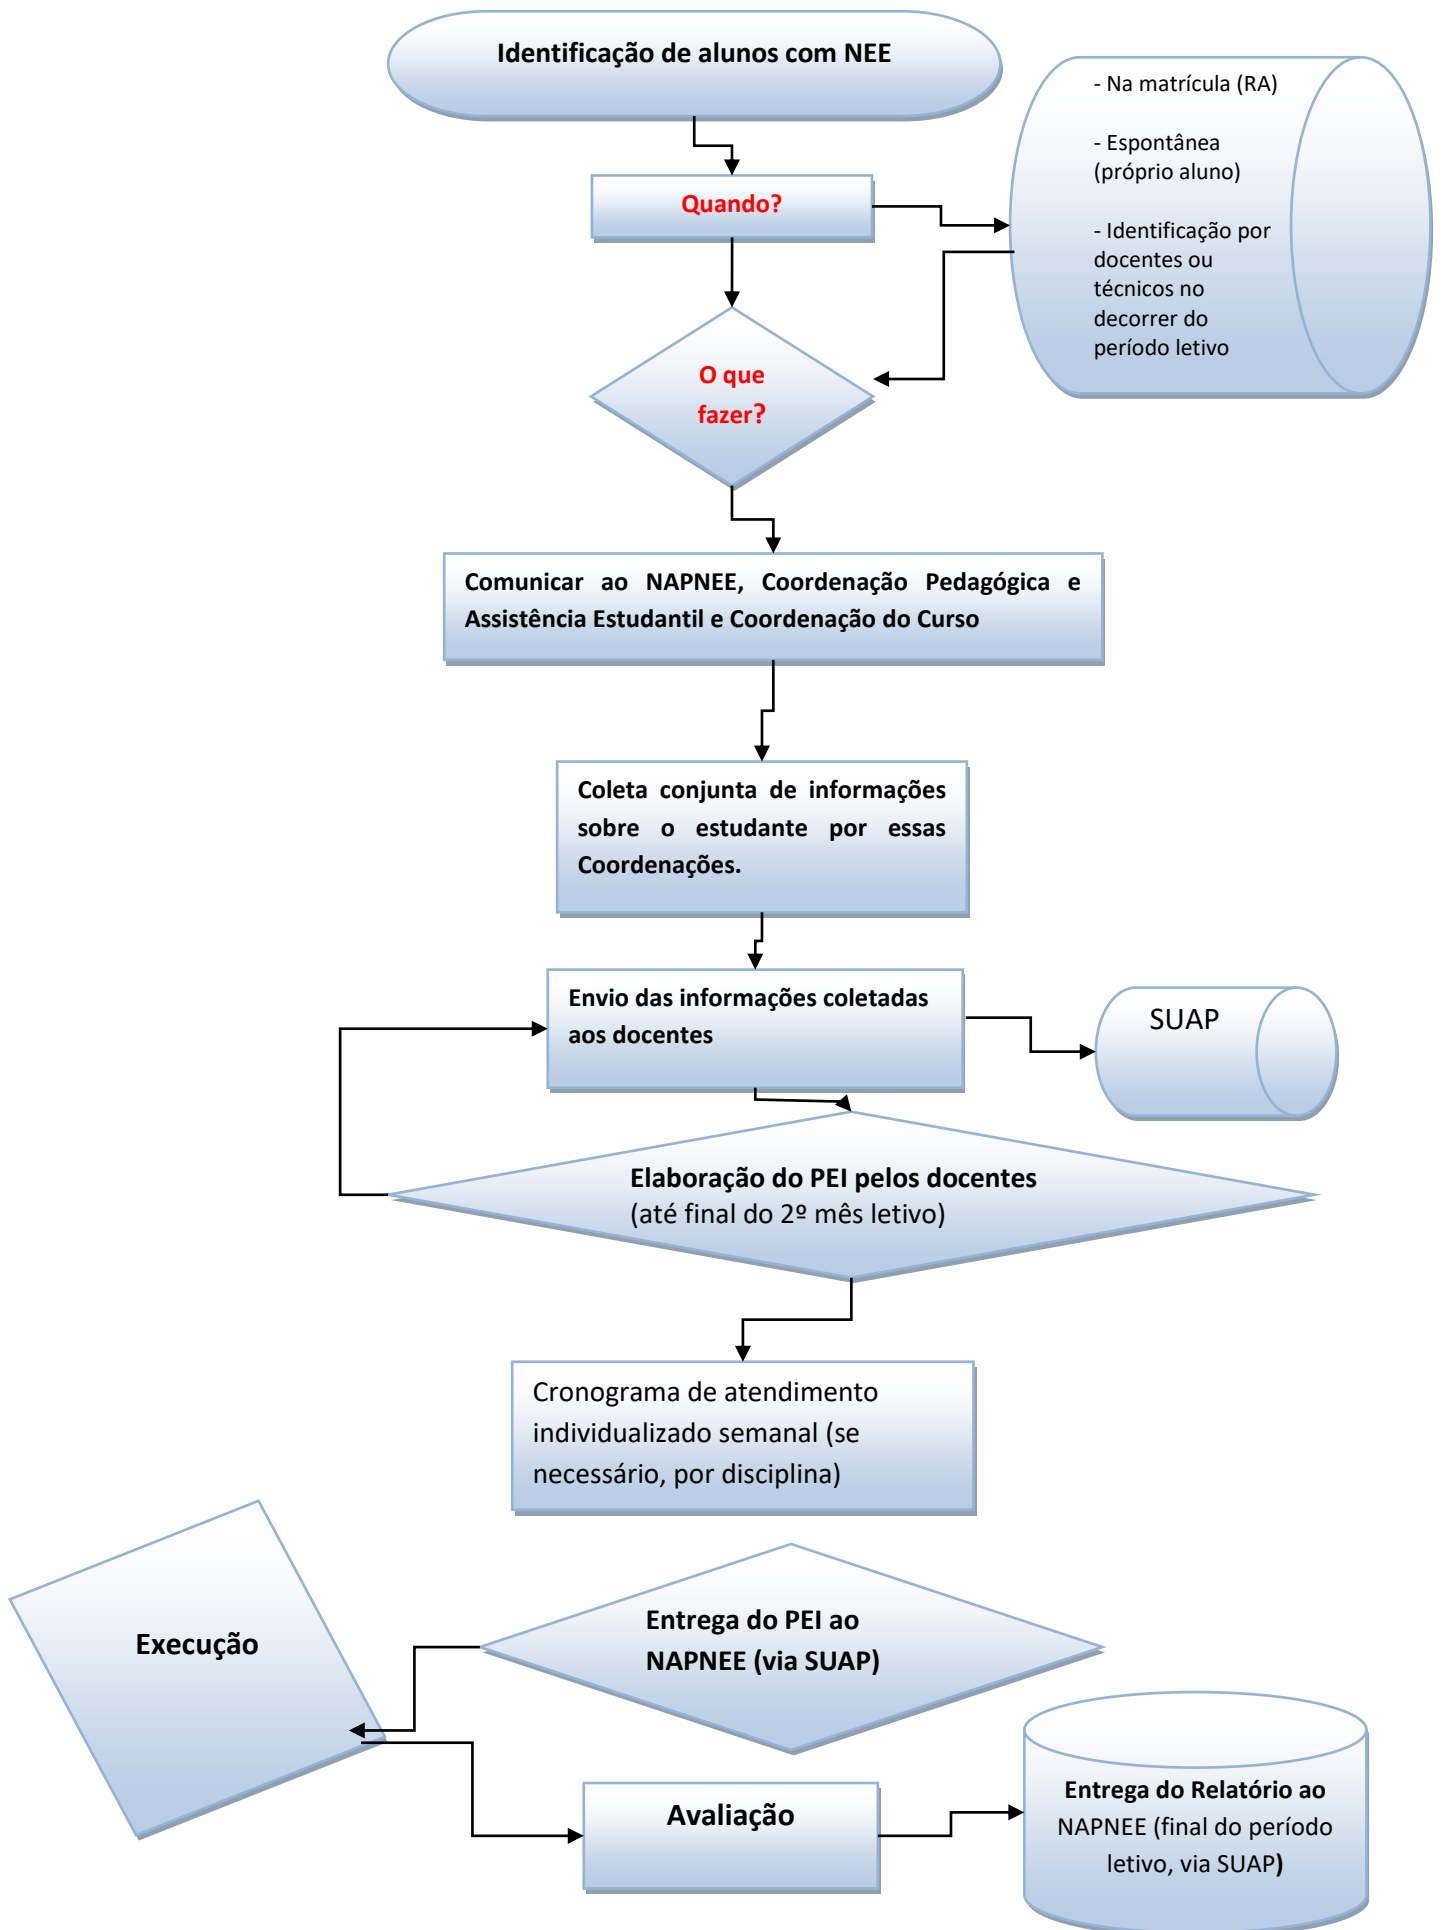 Identificação de alunos com NEE
- Na matrícula (RA)
- Espontânea
(próprio aluno)
- Identificação por
docentes ou
técnicos no
decorrer do
período letivo
Quando?
O que
fazer?
Comunicar ao NAPNEE, Coordenação Pedagógica e
Assistência Estudantil e Coordenação do Curso
Coleta conjunta de informações
sobre o estudante por essas
Coordenações.
Envio das informações coletadas
aos docentes
SUAP
Elaboração do PEI pelos docentes
(até final do 2º mês letivo)
Cronograma de atendimento
individualizado semanal (se
necessário, por disciplina)
Entrega do PEI ao
NAPNEE (via SUAP)
Execução
Avaliação
Entrega do Relatório ao
NAPNEE (final do período
letivo, via SUAP)